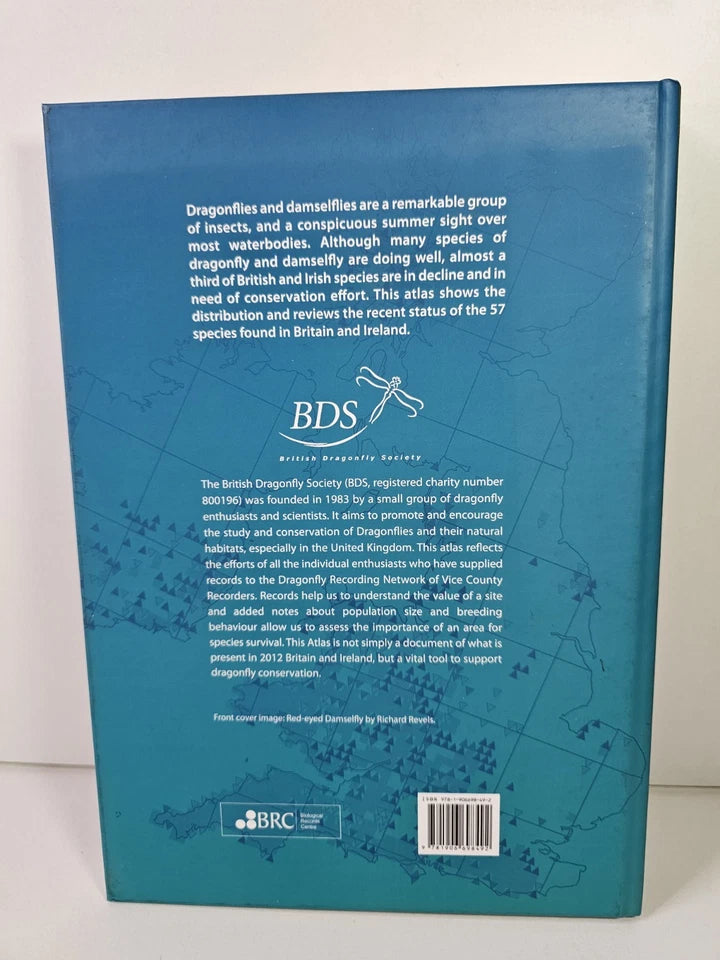 Dragonflies and damselflies are a remarkable group
of insects, and a conspicuous summer sight over
most waterbodies. Although many species of
dragonfly and damselfly are doing well, almost a
third of British and Irish species are in decline and in
need of conservation effort. This atlas shows the
distribution and reviews the recent status of the 57
species found in Britain and Ireland.
BDS
British Dragonfly Society
The British Dragonfly Society (BDS, registered charity number
800196) was founded in 1983 by a small group of dragonfly
enthusiasts and scientists. It aims to promote and encourage
the study and conservation of Dragonflies and their natural
habitats, especially in the United Kingdom. This atlas reflects
the efforts of all the individual enthusiasts who have supplied
records to the Dragonfly Recording Network of Vice County
Recorders. Records help us to understand the value of a site
and added notes about population size and breeding
behaviour allow us to assess the importance of an area for
species survival. This Atlas is not simply a document of what is
present in 2012 Britain and Ireland, but a vital tool to support
dragonfly conservation.
Front cover image: Red-eyed Damselfly by Richard Revels.
BRC
Biological
Records
Centre
ISBN 978-1-906698-49-2
9 781906 698492